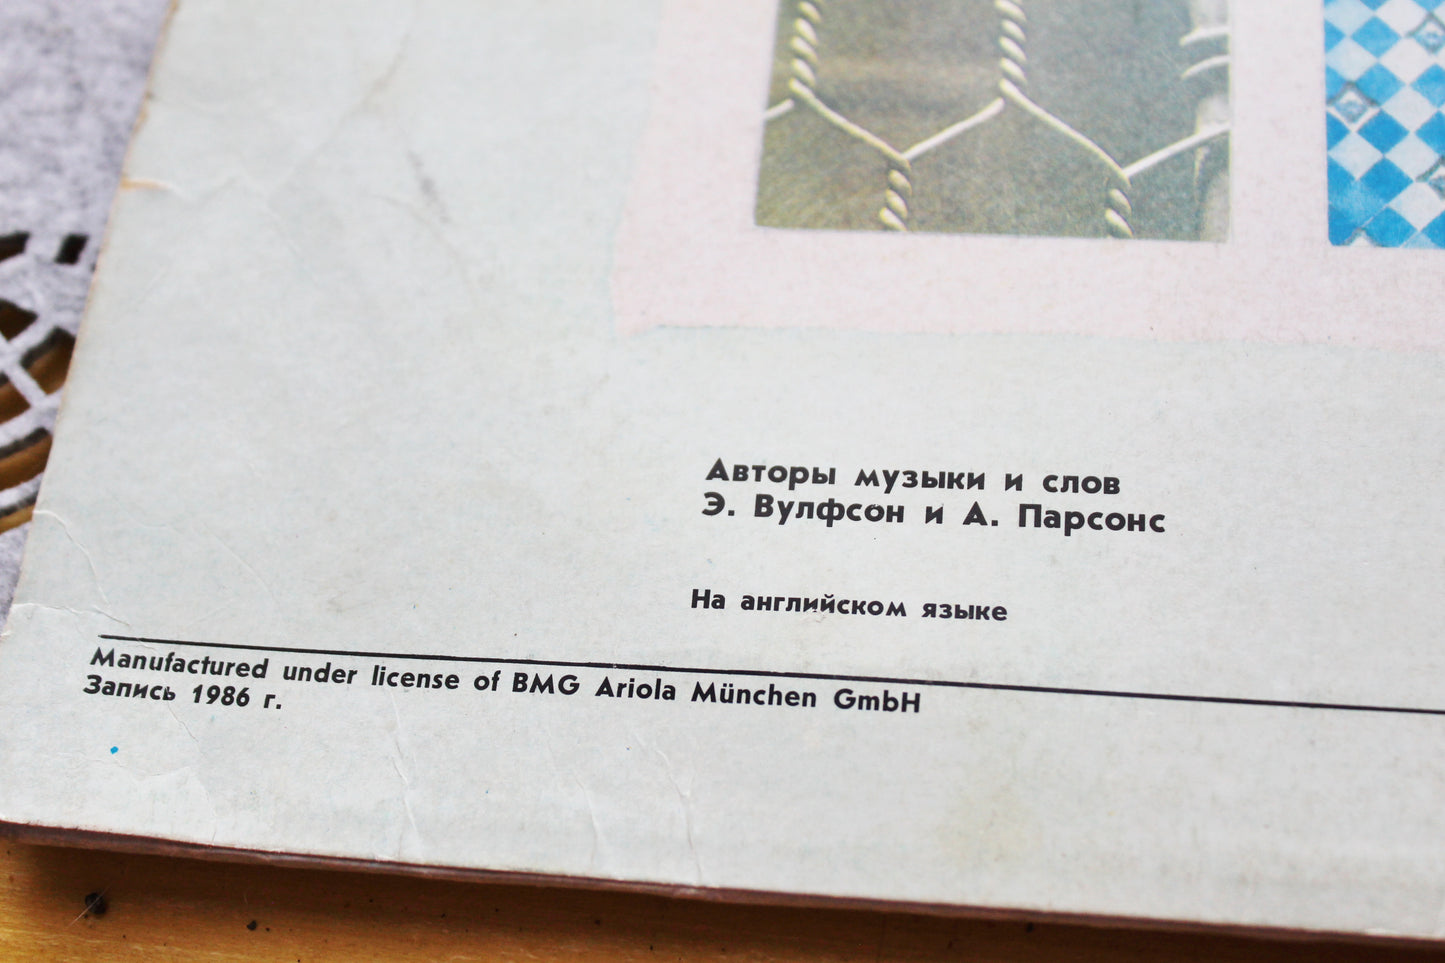 Авторы музыки и слов
Э. Вулфсон и А. Парсонс
На английском языке
Manufactured under license of BMG Ariola München GmbH
Запись 1986 г.